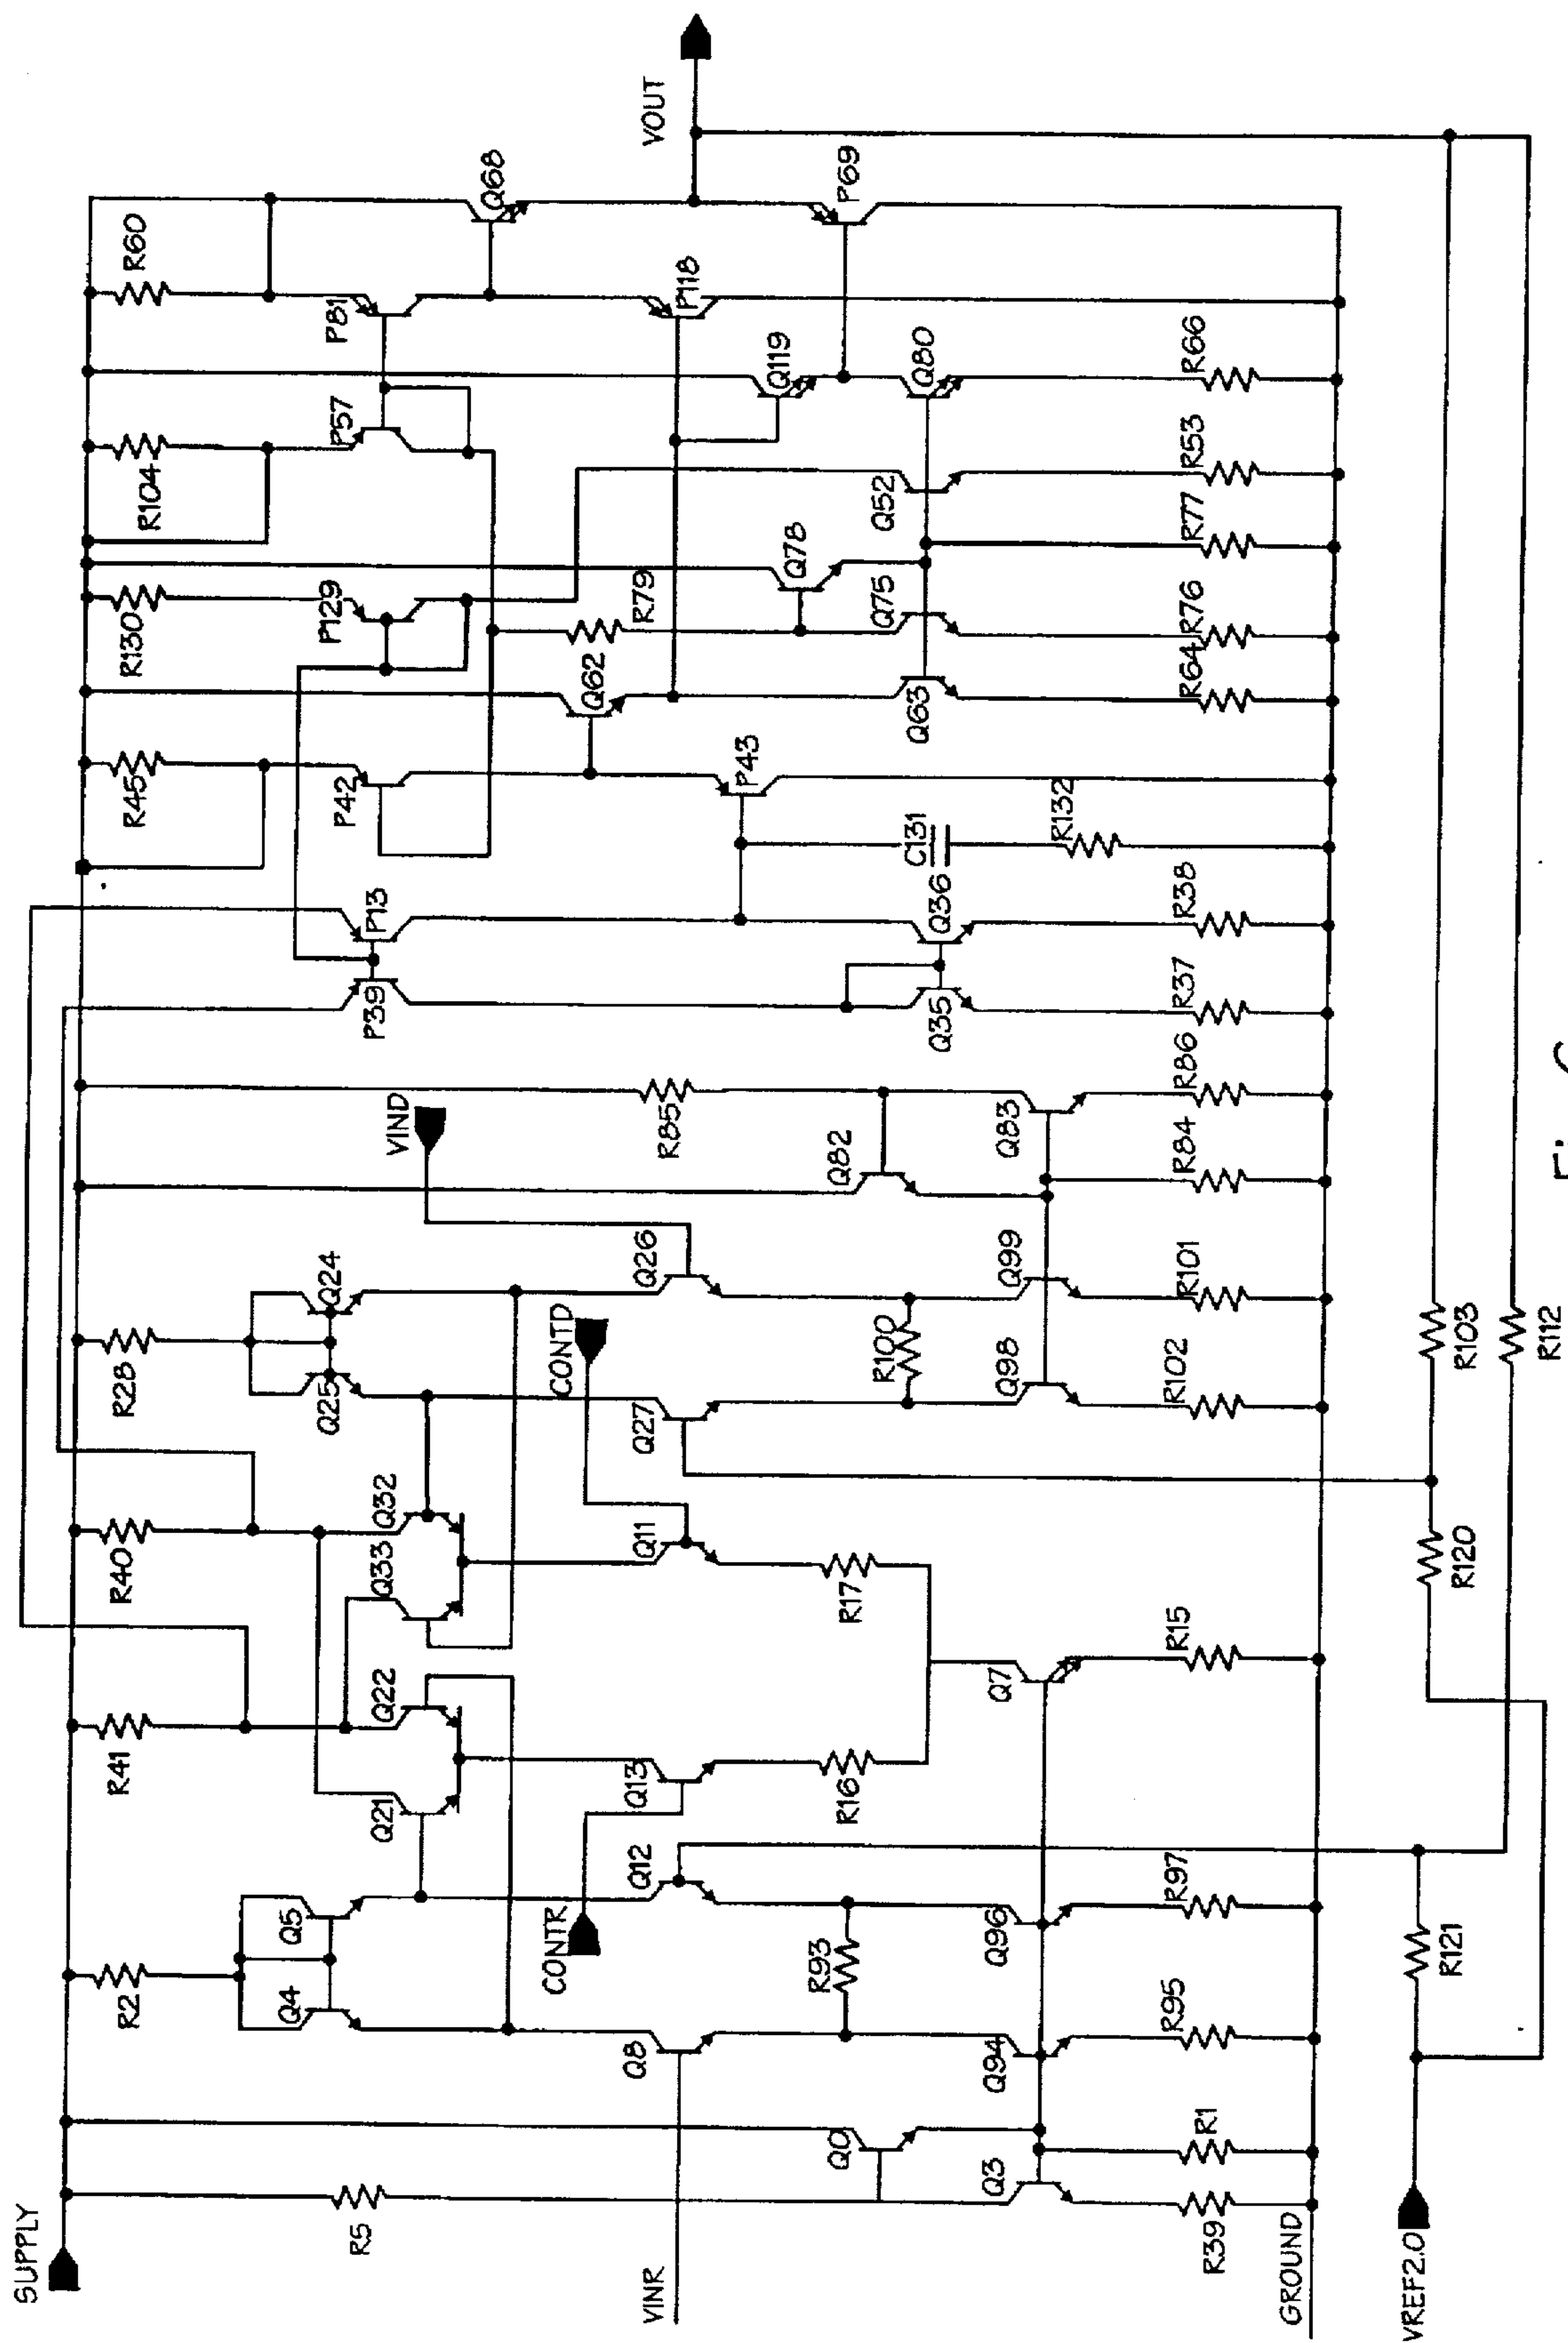 SUPPLY
R5
VINR
Q0
Q3
R39
R1
GROUND
VREF2.0
R2
Q4
Q5
Q8
CONTR
Q12
R93
Q94
Q96
R95
R97
R121
R41
Q21
Q22
Q13
R16
Q7
R15
R40
Q33
Q32
Q11
R17
CONTD
R120
R28
Q25
Q24
Q27
Q26
R100
Q98
Q99
R102
R101
R103
R112
VIND
R85
Q82
Q83
R84
R86
P39
P13
Q35
Q36
R37
R38
C131
R132
R45
P42
P43
Q62
Q63
R64
R130
P129
R79
Q78
Q75
R76
R77
R104
P57
Q52
R53
Q119
Q80
R66
R60
P81
P118
Q68
P69
VOUT